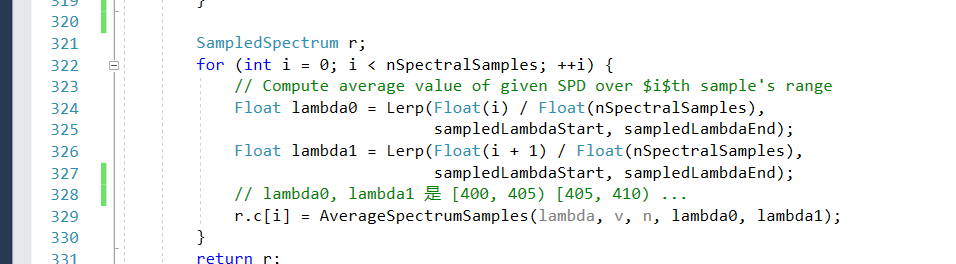 319 }
320
321 SampledSpectrum r;
322 for (int i = 0; i < nSpectralSamples; ++i) {
323 // Compute average value of given SPD over $i$th sample's range
324 Float lambda0 = Lerp(Float(i) / Float(nSpectralSamples),
325 sampledLambdaStart, sampledLambdaEnd);
326 Float lambda1 = Lerp(Float(i + 1) / Float(nSpectralSamples),
327 sampledLambdaStart, sampledLambdaEnd);
328 // lambda0, lambda1 是 [400, 405) [405, 410) ...
329 r.c[i] = AverageSpectrumSamples(lambda, v, n, lambda0, lambda1);
330 }
331 return r;